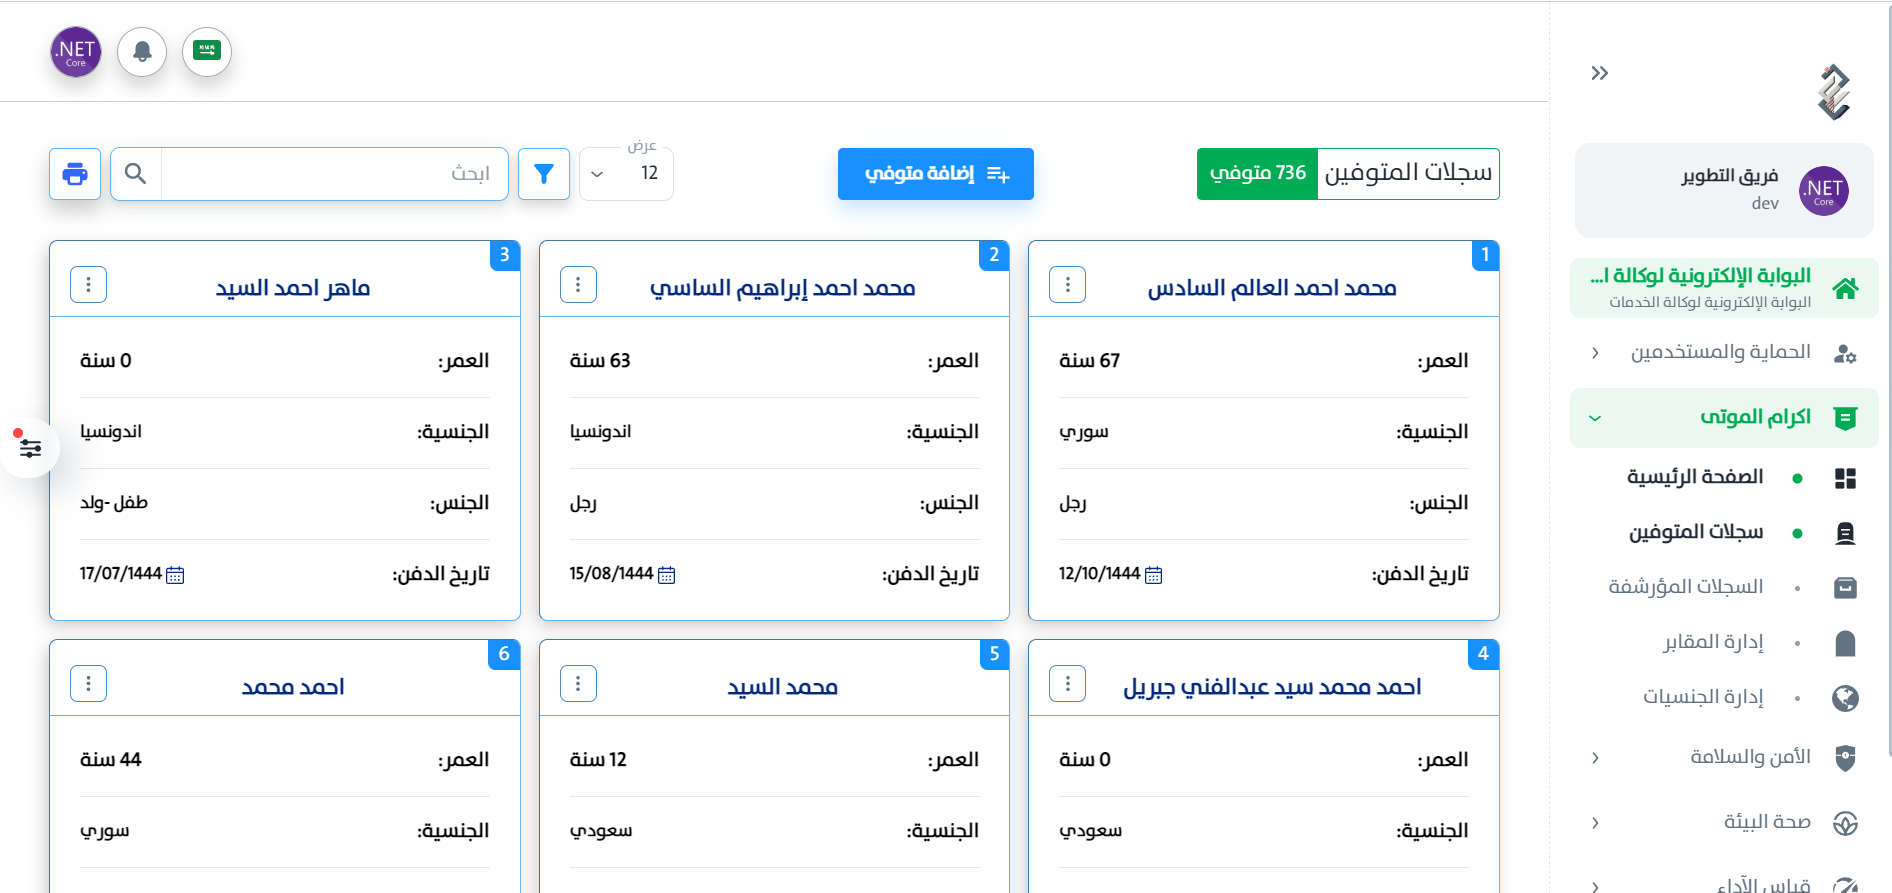 .NET
Core
فريق التطوير
dev
البوابة الإلكترونية لوكالة ا...
البوابة الإلكترونية لوكالة الخدمات
الحماية والمستخدمين
اكرام الموتى
الصفحة الرئيسية
سجلات المتوفين
السجلات المؤرشفة
إدارة المقابر
إدارة الجنسيات
الأمن والسلامة
صحة البيئة
قياس الأداء
.NET
Core
سجلات المتوفين
736 متوفي
إضافة متوفي
عرض
12
ابحث
1
محمد احمد العالم السادس
العمر: 67 سنة
الجنسية: سوري
الجنس: رجل
تاريخ الدفن: 12/10/1444
2
محمد احمد إبراهيم الساسي
العمر: 63 سنة
الجنسية: اندونسيا
الجنس: رجل
تاريخ الدفن: 15/08/1444
3
ماهر احمد السيد
العمر: 0 سنة
الجنسية: اندونسيا
الجنس: طفل -ولد
تاريخ الدفن: 17/07/1444
4
احمد محمد سيد عبدالفني جبريل
العمر: 0 سنة
الجنسية: سعودي
5
محمد السيد
العمر: 12 سنة
الجنسية: سعودي
6
احمد محمد
العمر: 44 سنة
الجنسية: سوري